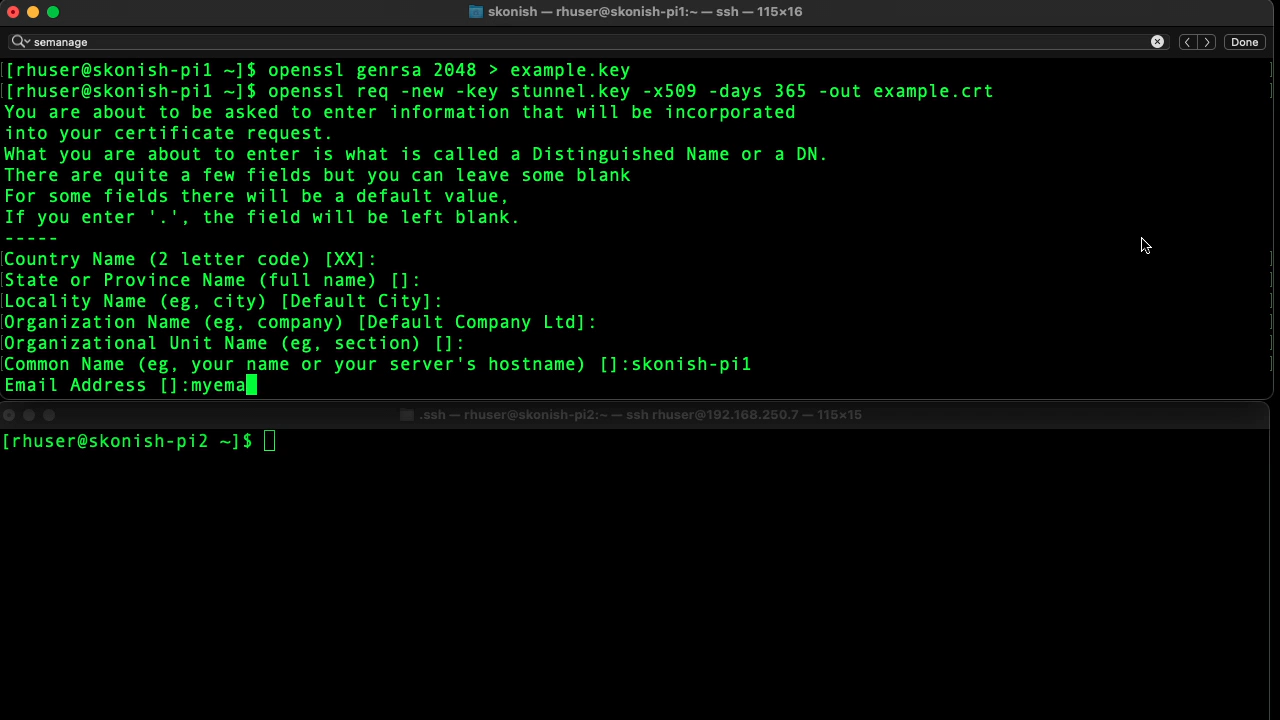 skonish — rhuser@skonish-pi1:~ — ssh — 115×16
semanage
Done
[rhuser@skonish-pi1 ~]$ openssl genrsa 2048 > example.key
[rhuser@skonish-pi1 ~]$ openssl req -new -key stunnel.key -x509 -days 365 -out example.crt
You are about to be asked to enter information that will be incorporated
into your certificate request.
What you are about to enter is what is called a Distinguished Name or a DN.
There are quite a few fields but you can leave some blank
For some fields there will be a default value,
If you enter '.', the field will be left blank.
-----
Country Name (2 letter code) [XX]:
State or Province Name (full name) []:
Locality Name (eg, city) [Default City]:
Organization Name (eg, company) [Default Company Ltd]:
Organizational Unit Name (eg, section) []:
Common Name (eg, your name or your server's hostname) []:skonish-pi1
Email Address []:myema
.ssh — rhuser@skonish-pi2:~ — ssh rhuser@192.168.250.7 — 115×15
[rhuser@skonish-pi2 ~]$